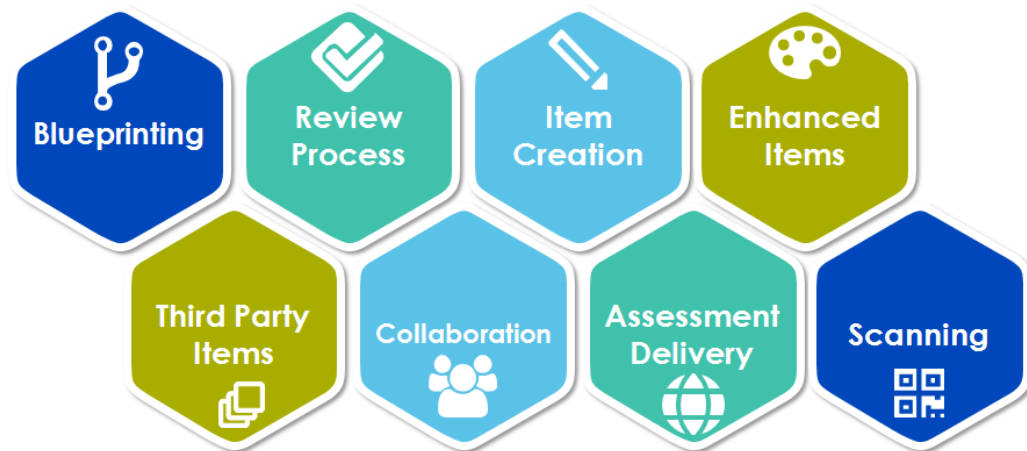 Blueprinting
Review
Process
Item
Creation
Enhanced
Items
Third Party
Items
Collaboration
Assessment
Delivery
Scanning